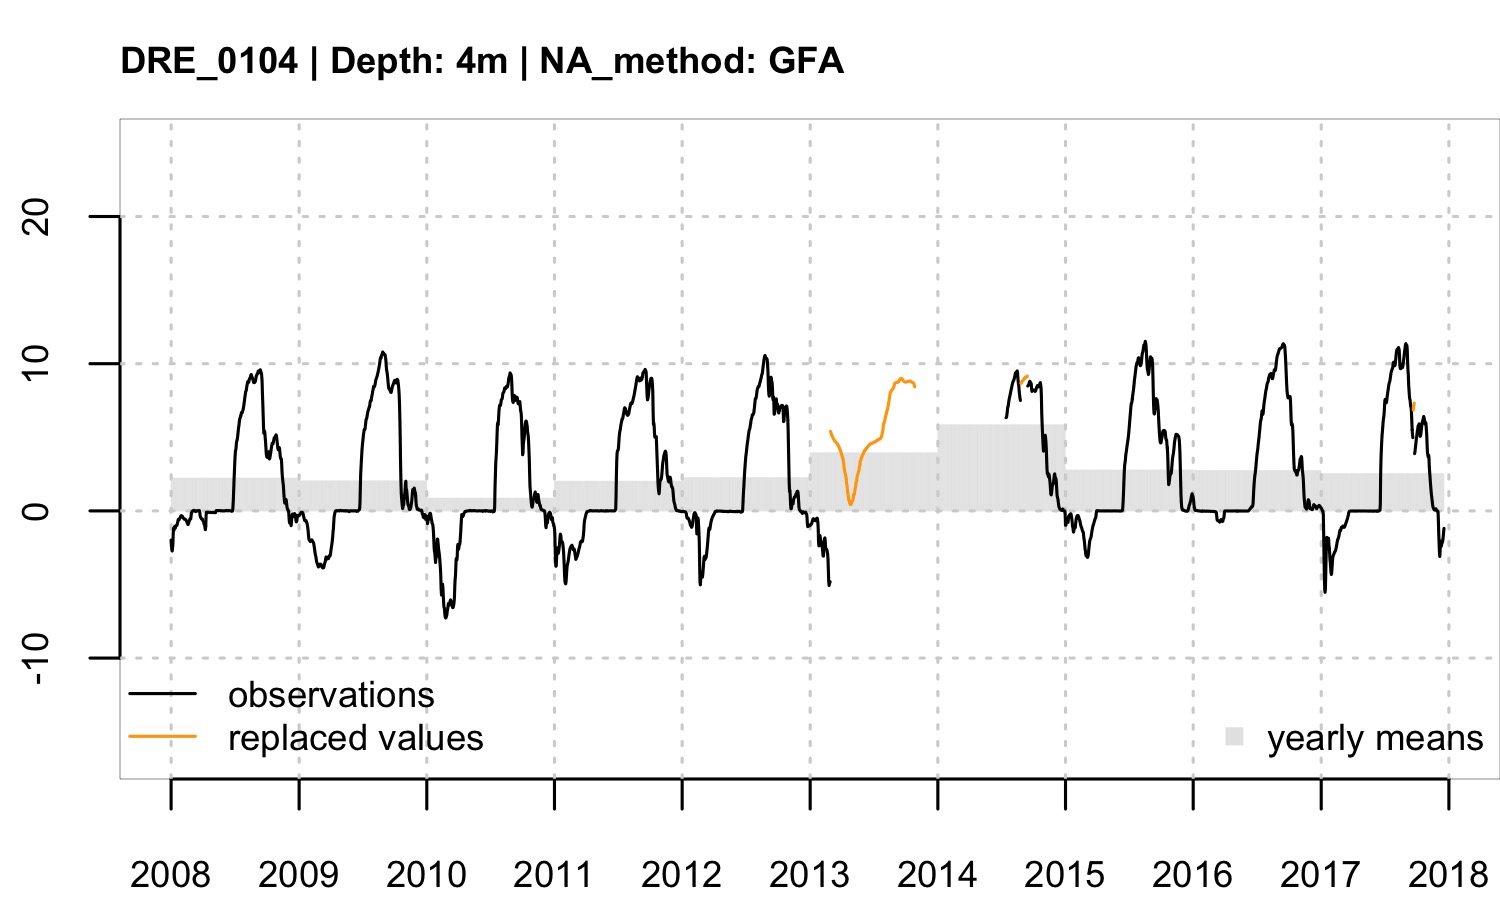 DRE_0104 | Depth: 4m | NA_method: GFA
20
10
0
-10
observations
replaced values
yearly means
2008 2009 2010 2011 2012 2013 2014 2015 2016 2017 2018